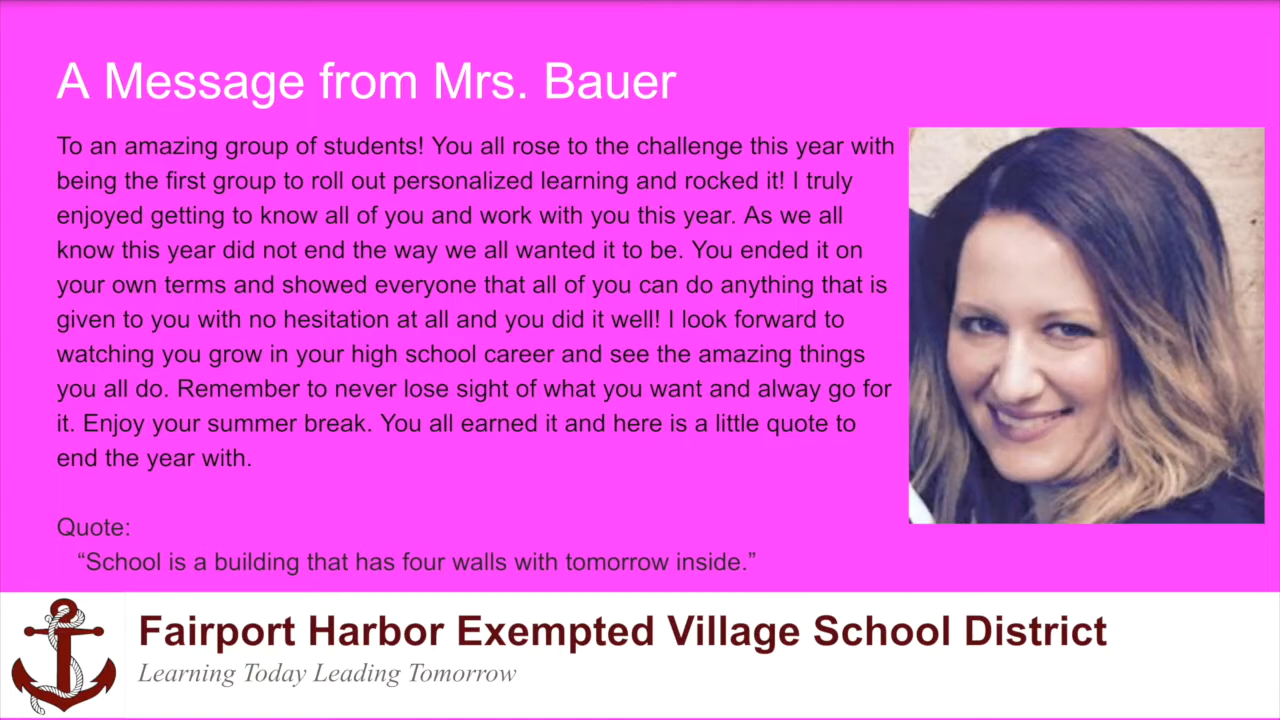 A Message from Mrs. Bauer
To an amazing group of students! You all rose to the challenge this year with
being the first group to roll out personalized learning and rocked it! I truly
enjoyed getting to know all of you and work with you this year. As we all
know this year did not end the way we all wanted it to be. You ended it on
your own terms and showed everyone that all of you can do anything that is
given to you with no hesitation at all and you did it well! I look forward to
watching you grow in your high school career and see the amazing things
you all do. Remember to never lose sight of what you want and alway go for
it. Enjoy your summer break. You all earned it and here is a little quote to
end the year with.
Quote:
“School is a building that has four walls with tomorrow inside.”
Fairport Harbor Exempted Village School District
Learning Today Leading Tomorrow